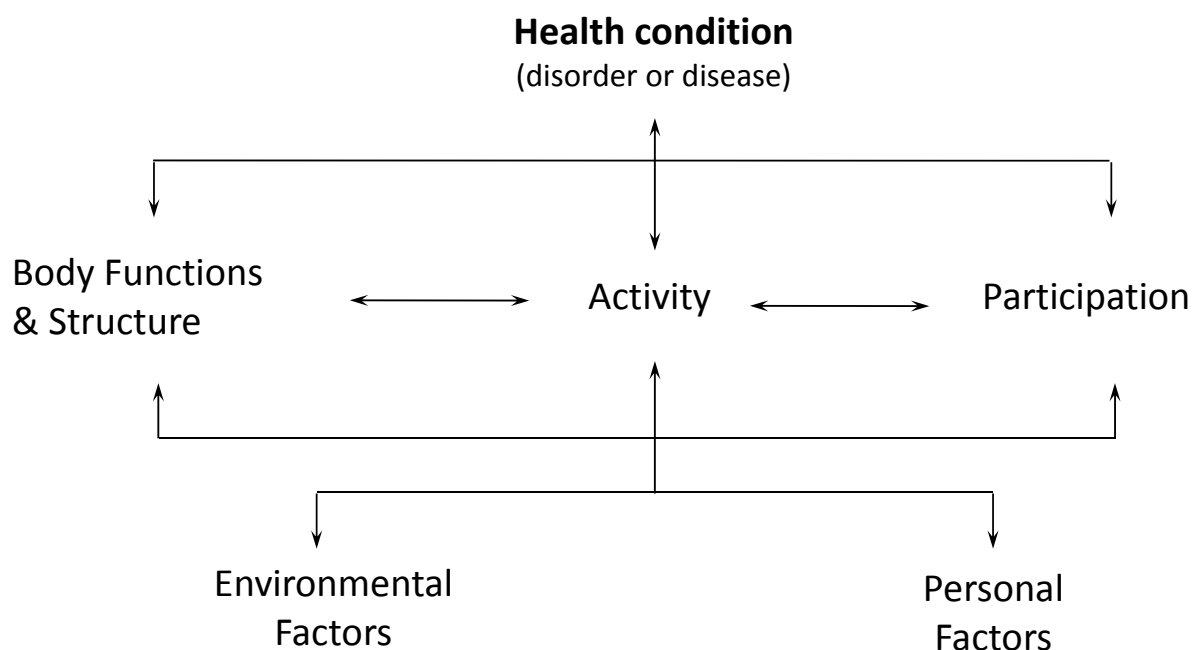 Health condition
(disorder or disease)
Body Functions
& Structure
Activity
Participation
Environmental
Factors
Personal
Factors